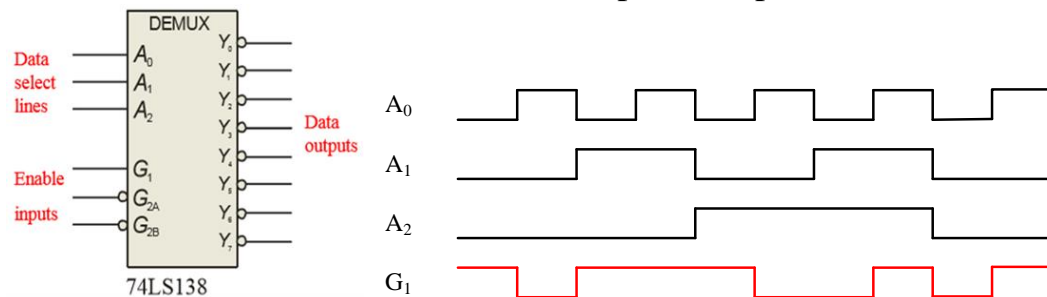 DEMUX
Data
select
lines
A₀
A₁
A₂
Enable
inputs
G₁
G₂A
G₂B
Y₀
Y₁
Y₂
Y₃
Y₄
Y₅
Y₆
Y₇
Data
outputs
74LS138
A₀
A₁
A₂
G₁